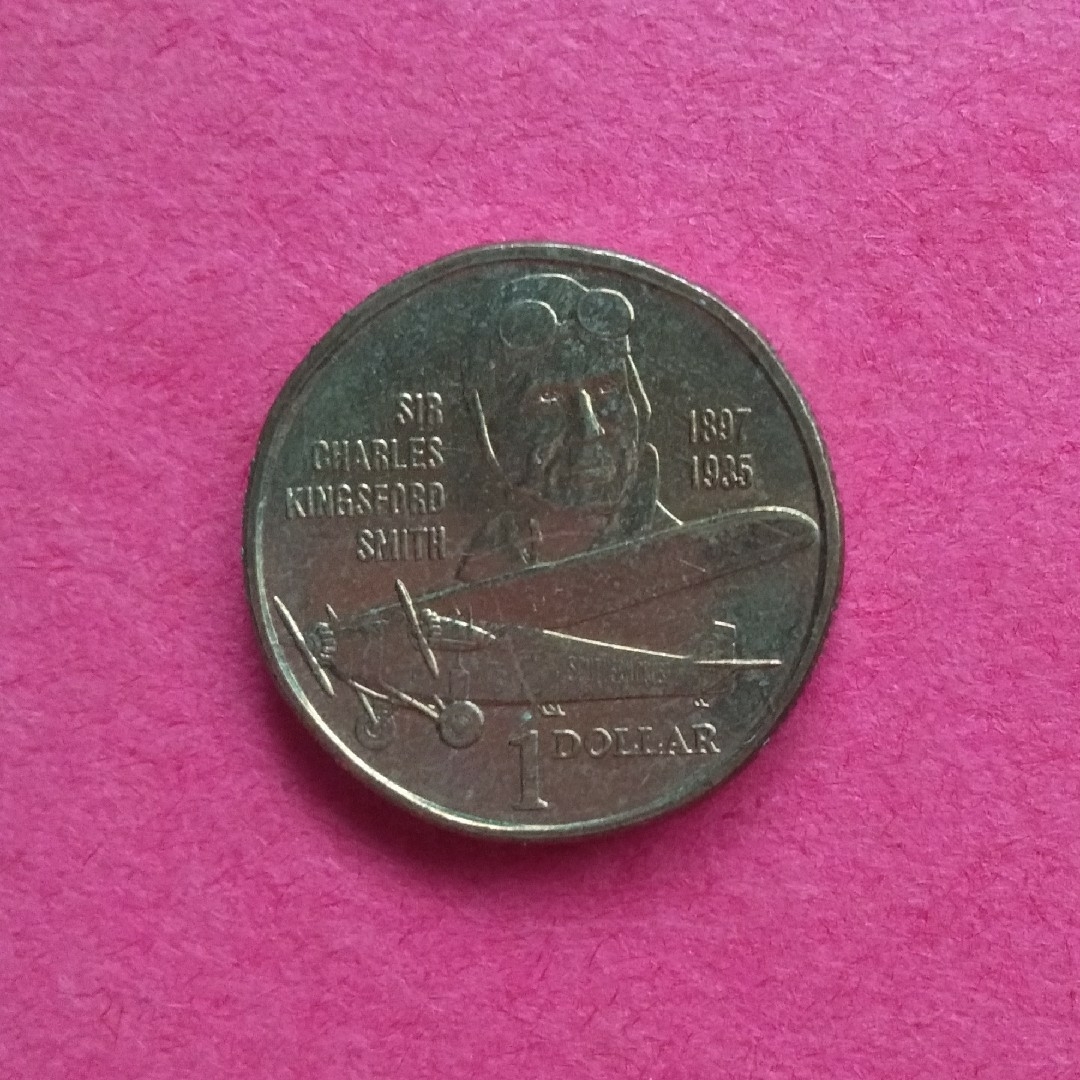 SIR
CHARLES
KINGSFORD
SMITH
1897
1935
1 DOLLAR